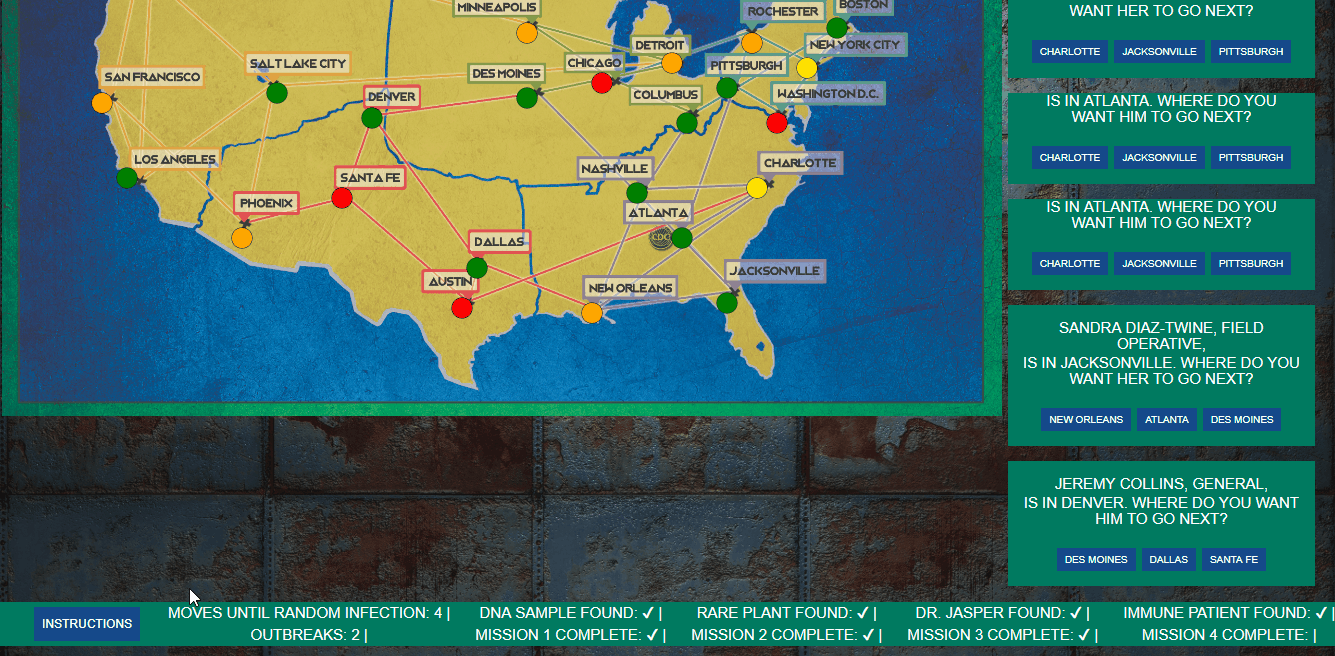 MINNEAPOLIS
ROCHESTER
BOSTON
DETROIT
NEW YORK CITY
SALT LAKE CITY
CHICAGO
PITTSBURGH
SAN FRANCISCO
DES MOINES
DENVER
COLUMBUS
WASHINGTON D.C.
LOS ANGELES
CHARLOTTE
NASHVILLE
SANTA FE
PHOENIX
ATLANTA
CDC
DALLAS
JACKSONVILLE
AUSTIN
NEW ORLEANS
WANT HER TO GO NEXT?
CHARLOTTE JACKSONVILLE PITTSBURGH
IS IN ATLANTA. WHERE DO YOU
WANT HIM TO GO NEXT?
CHARLOTTE JACKSONVILLE PITTSBURGH
IS IN ATLANTA. WHERE DO YOU
WANT HIM TO GO NEXT?
CHARLOTTE JACKSONVILLE PITTSBURGH
SANDRA DIAZ-TWINE, FIELD
OPERATIVE,
IS IN JACKSONVILLE. WHERE DO YOU
WANT HER TO GO NEXT?
NEW ORLEANS ATLANTA DES MOINES
JEREMY COLLINS, GENERAL,
IS IN DENVER. WHERE DO YOU WANT
HIM TO GO NEXT?
DES MOINES DALLAS SANTA FE
INSTRUCTIONS
MOVES UNTIL RANDOM INFECTION: 4 | DNA SAMPLE FOUND: ✓ | RARE PLANT FOUND: ✓ | DR. JASPER FOUND: ✓ | IMMUNE PATIENT FOUND: ✓ |
OUTBREAKS: 2 | MISSION 1 COMPLETE: ✓ | MISSION 2 COMPLETE: ✓ | MISSION 3 COMPLETE: ✓ | MISSION 4 COMPLETE: |